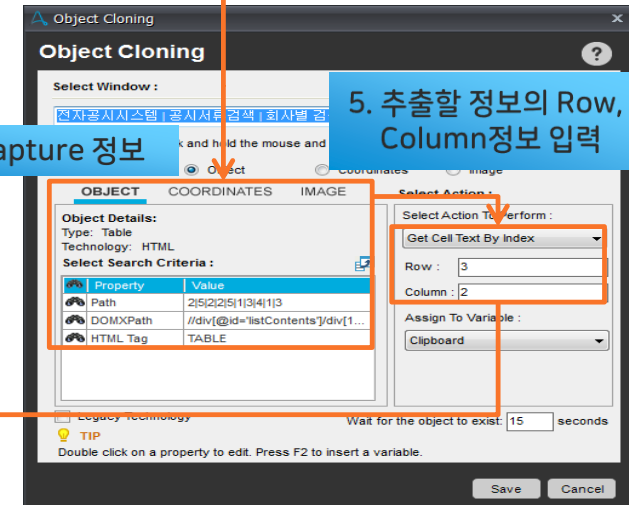 Object Cloning
Object Cloning
?
Select Window :
전자공시시스템 | 공시서류검색 | 회사별 검
5. 추출할 정보의 Row,
Column정보 입력
apture 정보
k and hold the mouse and
Object
Coordinates
Image
OBJECT COORDINATES IMAGE
Select Action :
Object Details:
Type: Table
Technology: HTML
Select Search Criteria :
Property Value
Path 2|5|2|2|5|1|3|4|1|3
DOMXPath //div[@id='listContents']/div[1...
HTML Tag TABLE
Select Action To Perform :
Get Cell Text By Index
Row : 3
Column : 2
Assign To Variable :
Clipboard
Legacy Technology
Wait for the object to exist: 15 seconds
TIP
Double click on a property to edit. Press F2 to insert a variable.
Save Cancel